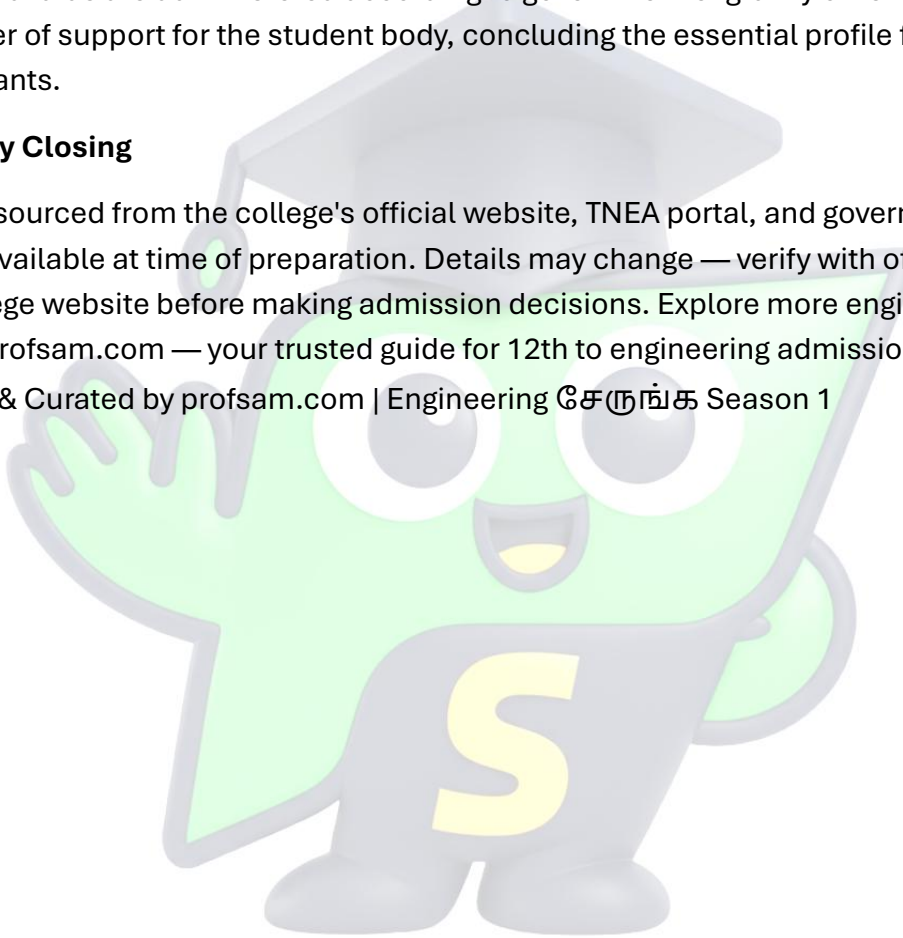 er of support for the student body, concluding the essential profile f
ants.
y Closing
sourced from the college's official website, TNEA portal, and govern
vailable at time of preparation. Details may change — verify with of
ege website before making admission decisions. Explore more engi
rofsam.com — your trusted guide for 12th to engineering admissio
& Curated by profsam.com | Engineering சேருங்க Season 1
S